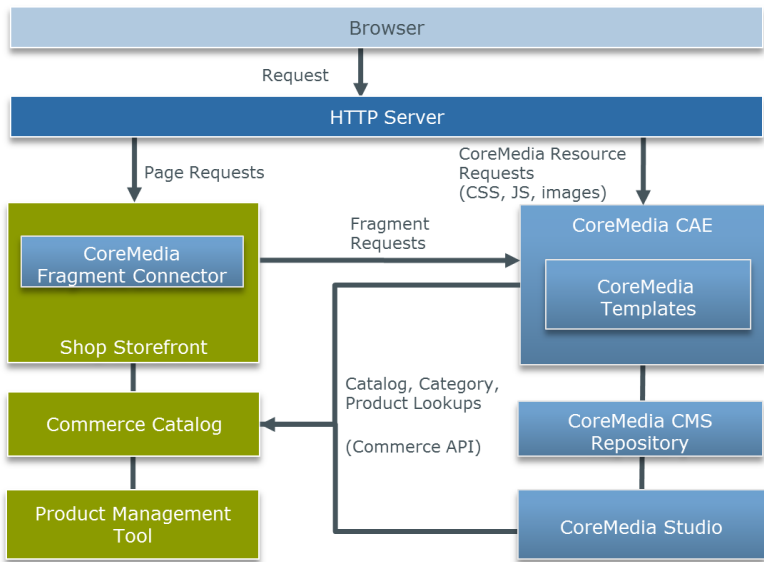 Browser
Request
HTTP Server
Page Requests
CoreMedia Resource
Requests
(CSS, JS, images)
CoreMedia
Fragment Connector
Shop Storefront
Fragment
Requests
CoreMedia CAE
CoreMedia
Templates
Catalog, Category,
Product Lookups
(Commerce API)
Commerce Catalog
CoreMedia CMS
Repository
Product Management
Tool
CoreMedia Studio